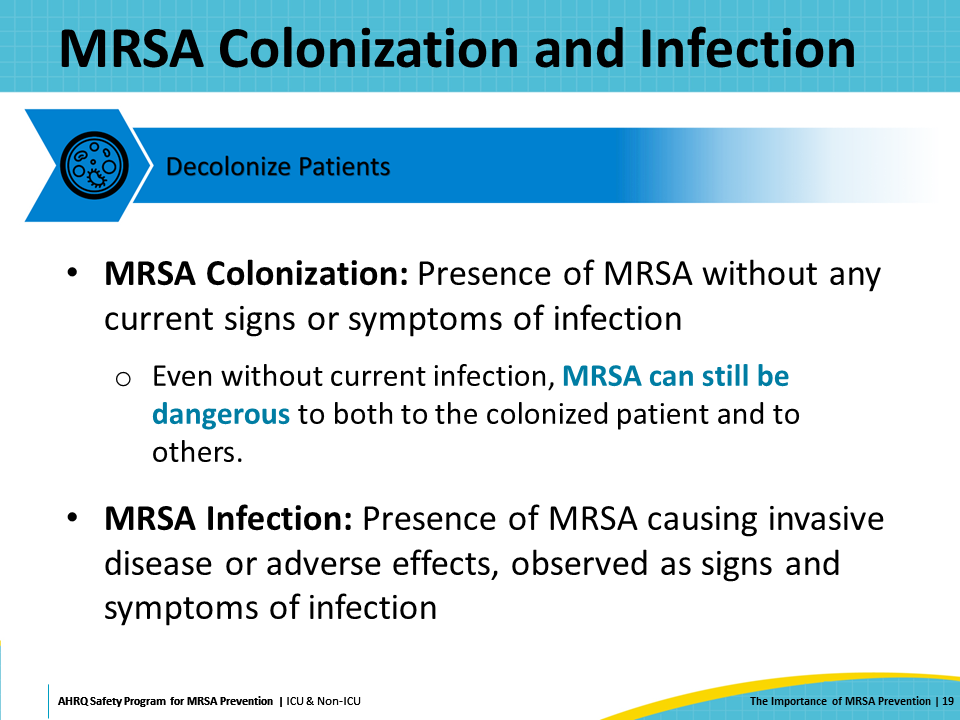 MRSA Colonization and Infection
Decolonize Patients
• MRSA Colonization: Presence of MRSA without any
current signs or symptoms of infection
o Even without current infection, MRSA can still be
dangerous to both to the colonized patient and to
others.
• MRSA Infection: Presence of MRSA causing invasive
disease or adverse effects, observed as signs and
symptoms of infection
AHRQ Safety Program for MRSA Prevention | ICU & Non-ICU
The Importance of MRSA Prevention | 19